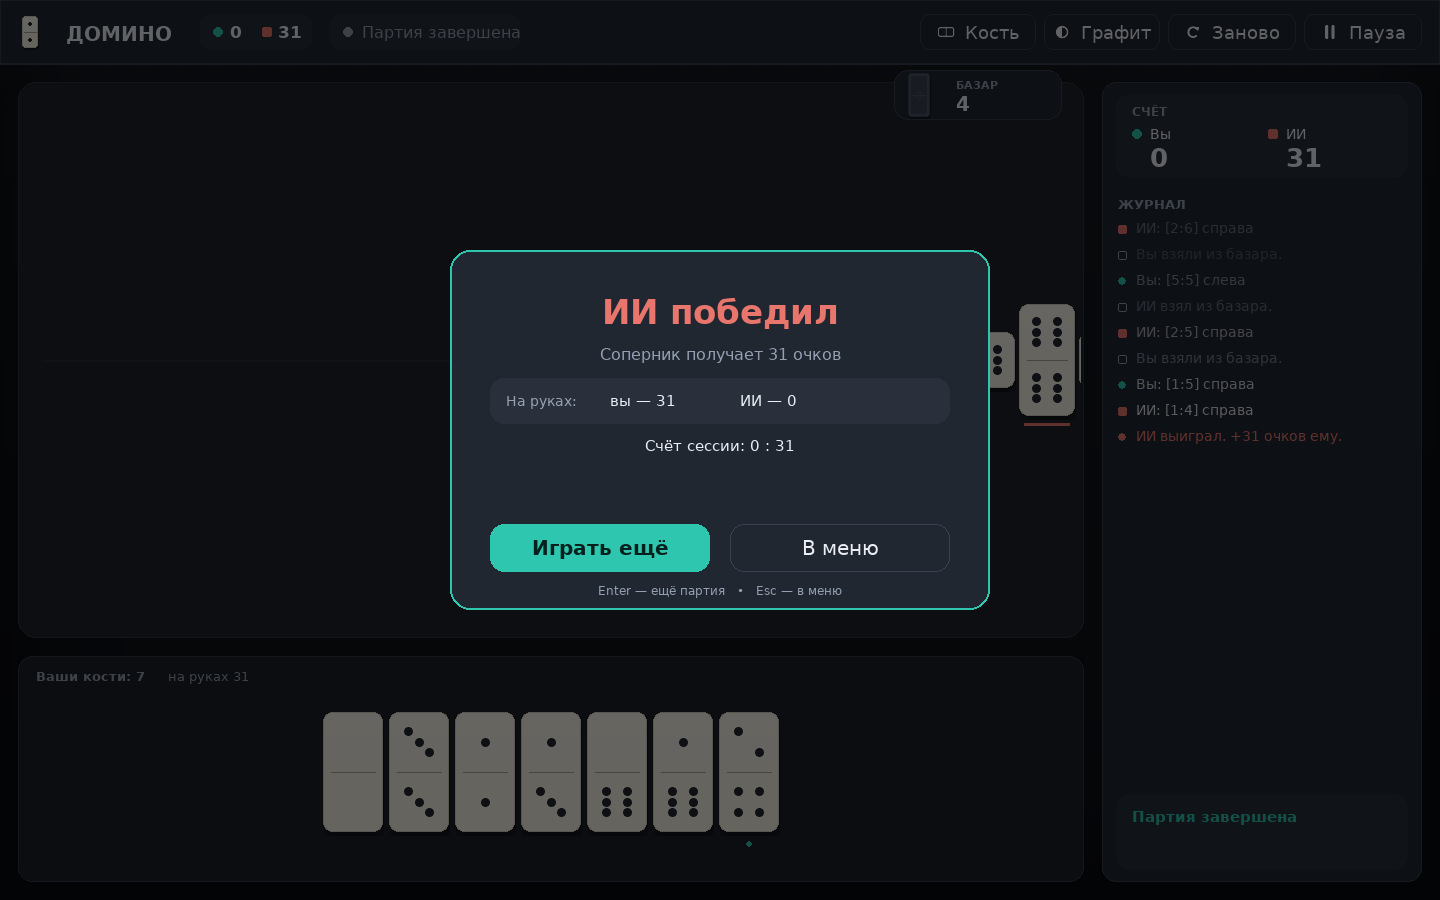 ДОМИНО
0 31
Партия завершена
Кость
Графит
Заново
Пауза
БАЗАР
4
СЧЁТ
Вы ИИ
0 31
ЖУРНАЛ
ИИ: [2:6] справа
Вы взяли из базара.
Вы: [5:5] слева
ИИ взял из базара.
ИИ: [2:5] справа
Вы взяли из базара.
Вы: [1:5] справа
ИИ: [1:4] справа
ИИ выиграл. +31 очков ему.
Партия завершена
ИИ победил
Соперник получает 31 очков
На руках: вы — 31 ИИ — 0
Счёт сессии: 0 : 31
Играть ещё
В меню
Enter — ещё партия • Esc — в меню
Ваши кости: 7 на руках 31